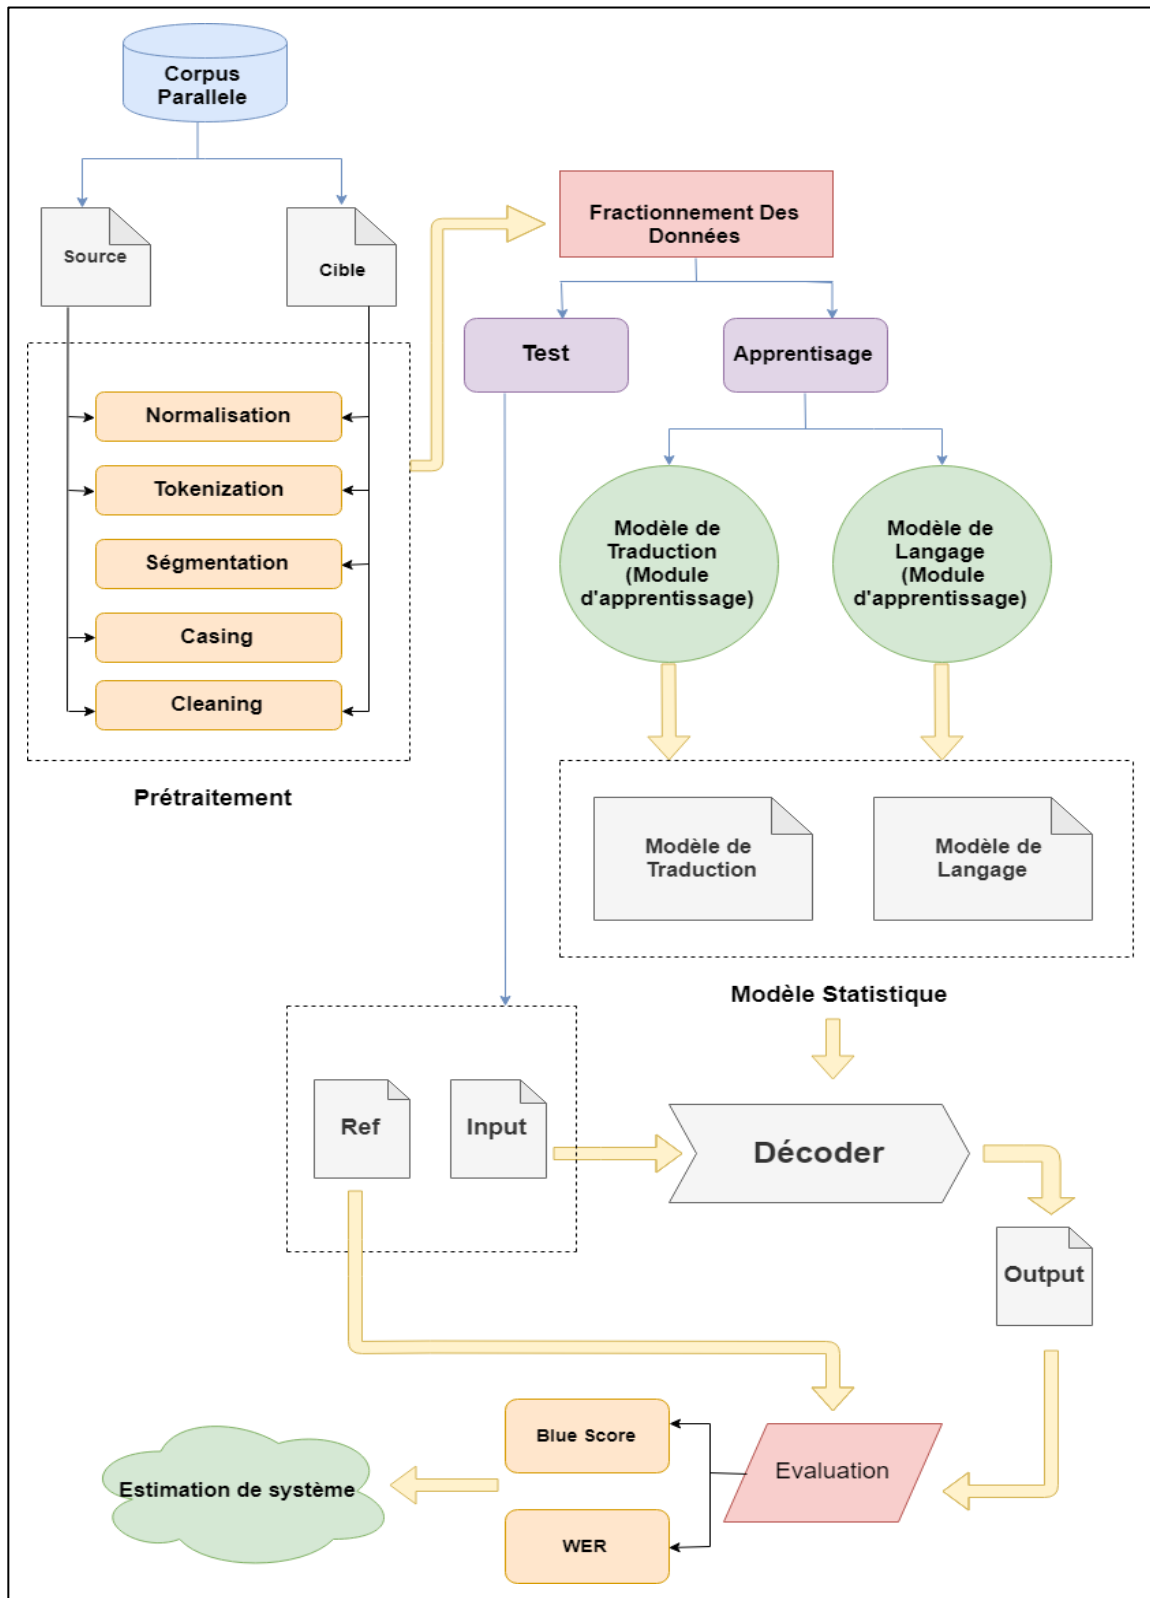 Corpus
Parallele
Source
Cible
Normalisation
Tokenization
Ségmentation
Casing
Cleaning
Prétraitement
Fractionnement Des
Données
Test
Apprentisage
Modèle de
Traduction
(Module
d'apprentissage)
Modèle de
Langage
(Module
d'apprentissage)
Modèle de
Traduction
Modèle de
Langage
Modèle Statistique
Ref
Input
Décoder
Output
Evaluation
Blue Score
WER
Estimation de système